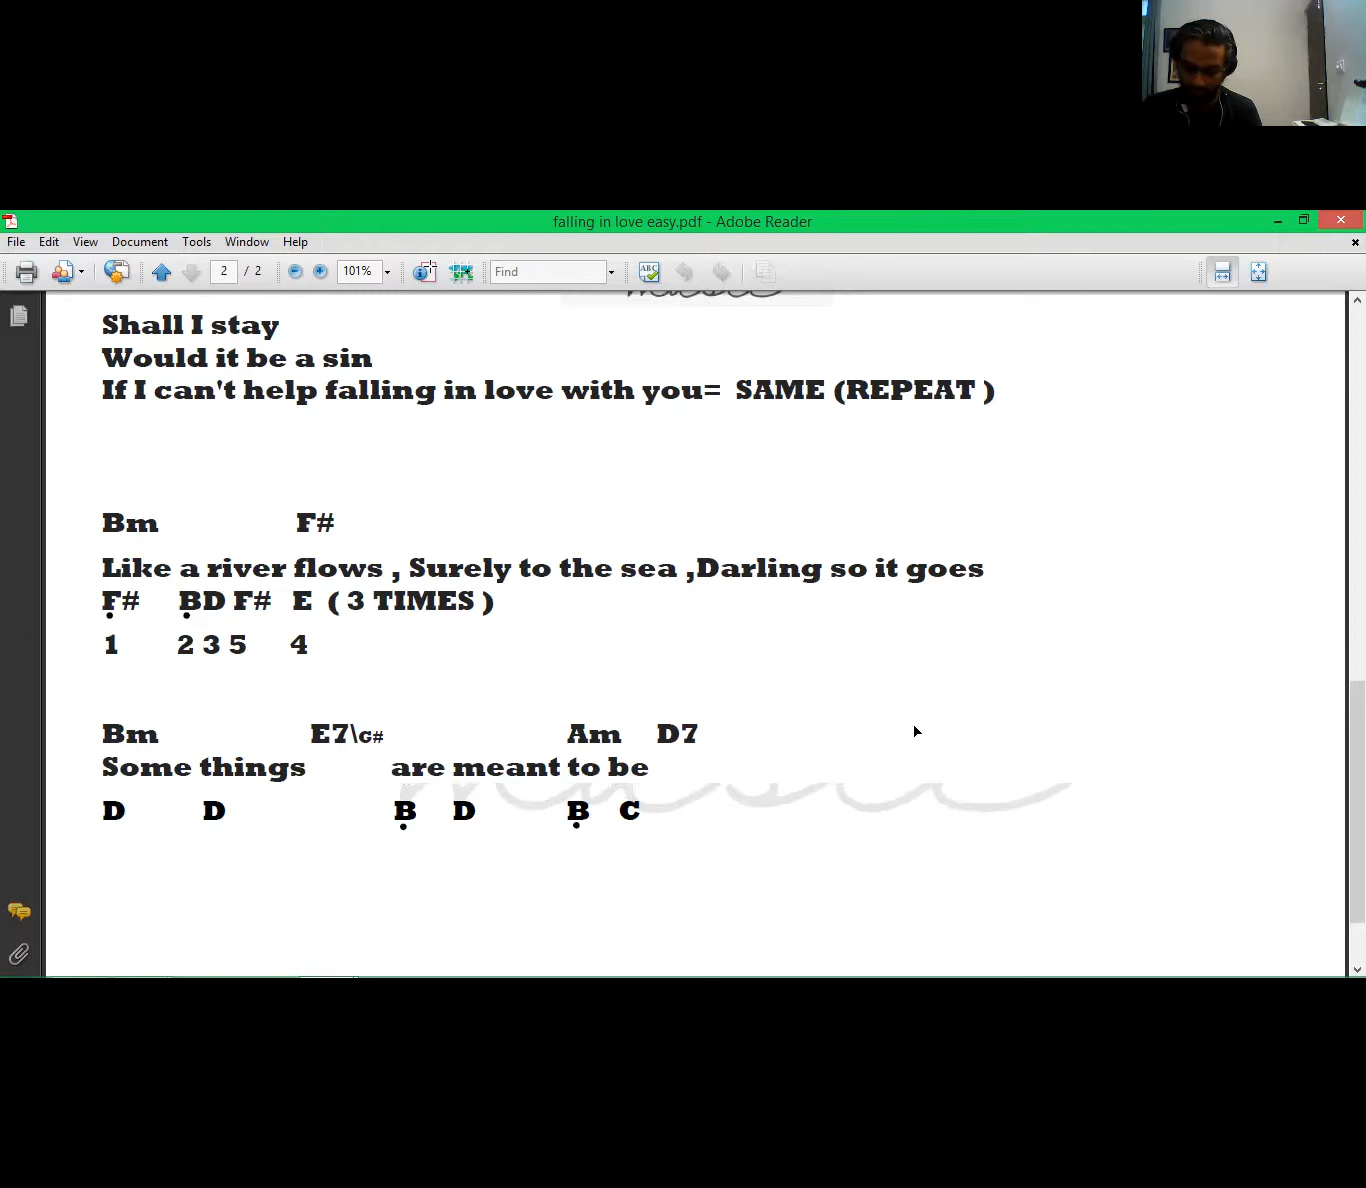 falling in love easy.pdf - Adobe Reader
File Edit View Document Tools Window Help
2 / 2 101% Find
music
Shall I stay
Would it be a sin
If I can't help falling in love with you= SAME (REPEAT )
Bm F#
Like a river flows , Surely to the sea ,Darling so it goes
F# BD F# E ( 3 TIMES )
1 2 3 5 4
Bm E7\G# Am D7
Some things are meant to be
music
D D B D B C